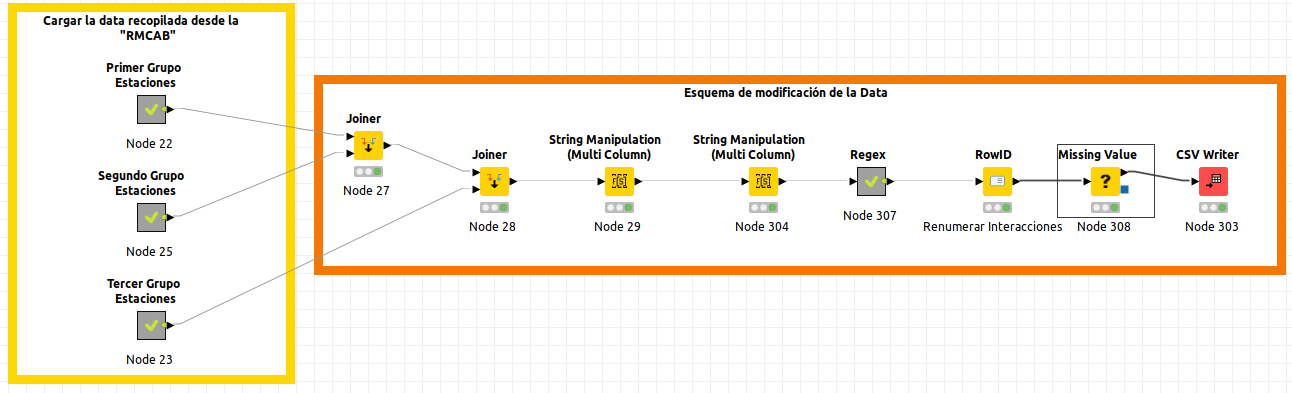 Cargar la data recopilada desde la
"RMCAB"
Primer Grupo
Estaciones
Node 22
Segundo Grupo
Estaciones
Node 25
Tercer Grupo
Estaciones
Node 23
Esquema de modificación de la Data
Joiner
Node 27
Joiner
Node 28
String Manipulation
(Multi Column)
Node 29
String Manipulation
(Multi Column)
Node 304
Regex
Node 307
RowID
Renumerar Interacciones
Missing Value
?
Node 308
CSV Writer
Node 303